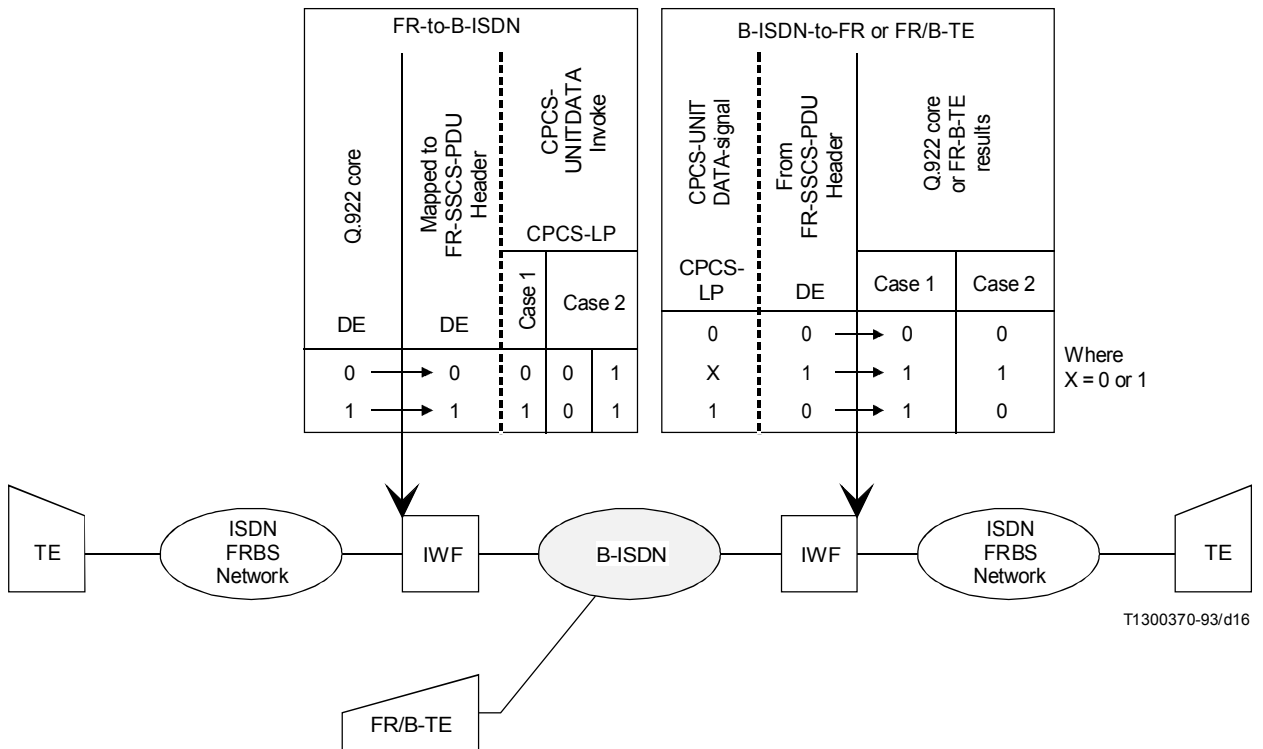 FR-to-B-ISDN
Q.922 core
Mapped to
FR-SSCS-PDU
Header
CPCS-
UNITDATA
Invoke
CPCS-LP
DE
DE
Case 1
Case 2
0 0 0 0 1
1 1 1 0 1
B-ISDN-to-FR or FR/B-TE
CPCS-UNIT
DATA-signal
From
FR-SSCS-PDU
Header
Q.922 core
or FR-B-TE
results
CPCS-
LP
DE
Case 1
Case 2
0 0 0 0
X 1 1 1
1 0 1 0
Where
X = 0 or 1
TE
ISDN
FRBS
Network
IWF
B-ISDN
IWF
ISDN
FRBS
Network
TE
T1300370-93/d16
FR/B-TE